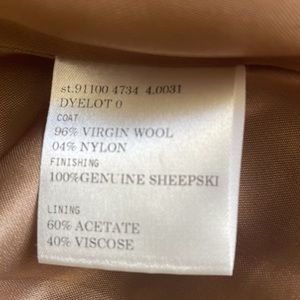 st.91100 4734 4.0031
DYELOT 0
COAT
96% VIRGIN WOOL
04% NYLON
FINISHING
100%GENUINE SHEEPSKI
LINING
60% ACETATE
40% VISCOSE